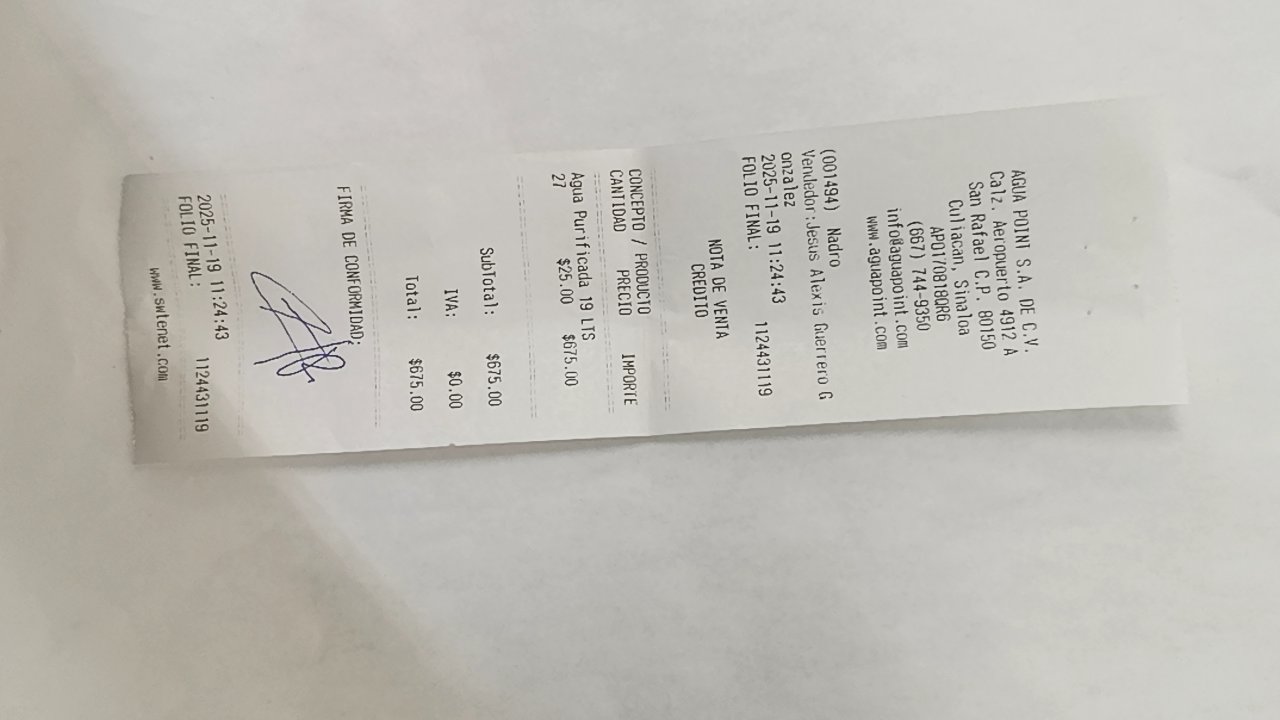 AGUA POINT S.A. DE C.V.
Calz. Aeropuerto 4912 A
San Rafael C.P. 80150
Culiacan, Sinaloa
APO170818QR6
(667) 744-9350
info@aguapoint.com
www.aguapoint.com
(001494) Nadro
Vendedor:Jesus Alexis Guerrero G
onzalez
2025-11-19 11:24:43
FOLIO FINAL: 1124431119
NOTA DE VENTA
CREDITO
CONCEPTO / PRODUCTO
CANTIDAD PRECIO IMPORTE
Agua Purificada 19 LTS
27 $25.00 $675.00
SubTotal: $675.00
IVA: $0.00
Total: $675.00
FIRMA DE CONFORMIDAD;
2025-11-19 11:24:43
FOLIO FINAL: 1124431119
www.swtenet.com